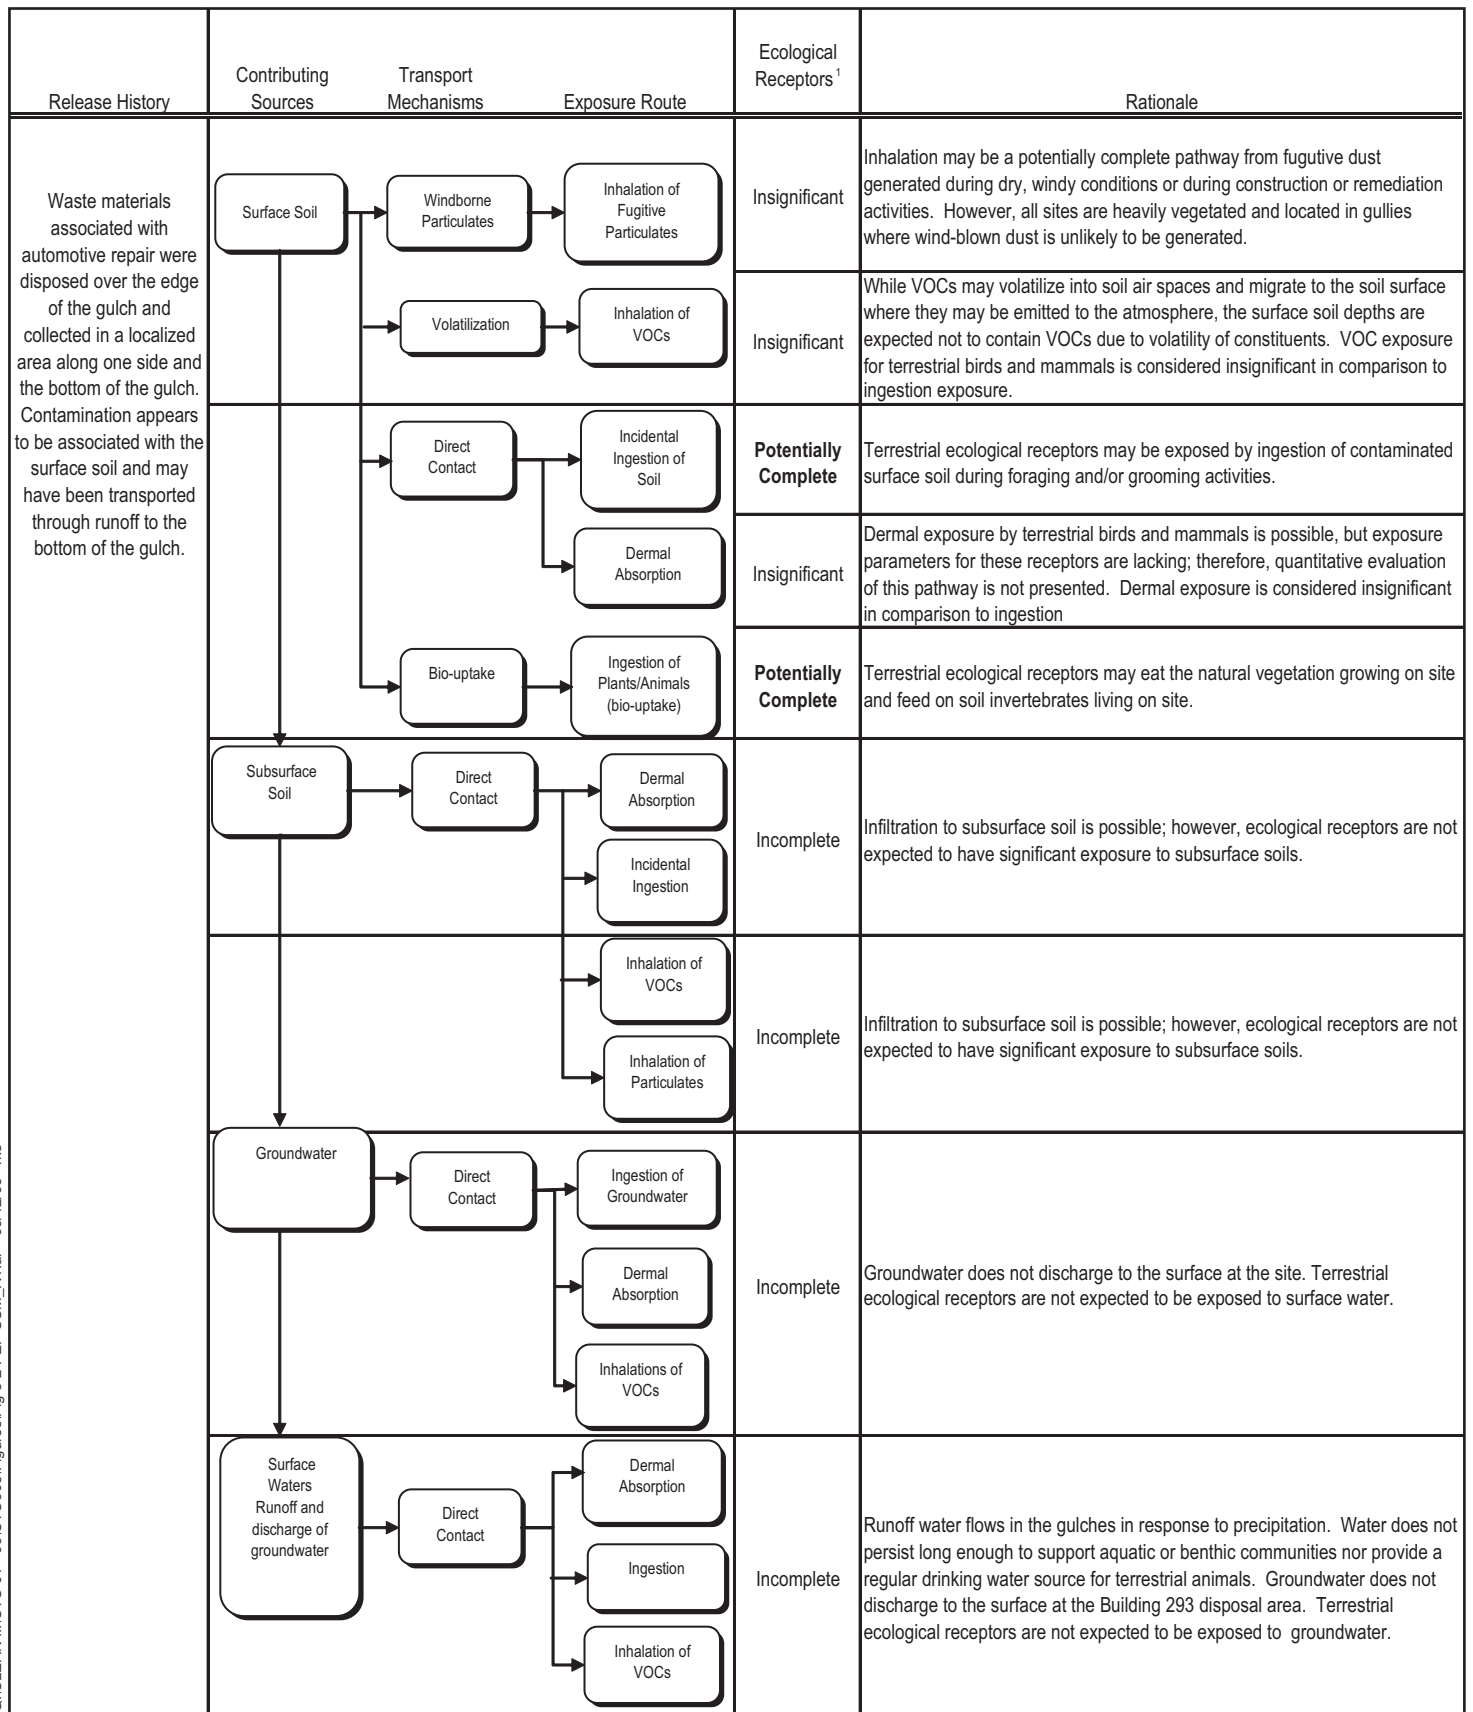 Release History
Contributing
Sources
Transport
Mechanisms
Exposure Route
Ecological
Receptors 1
Rationale
Waste materials
associated with
automotive repair were
disposed over the edge
of the gulch and
collected in a localized
area along one side and
the bottom of the gulch.
Contamination appears
to be associated with the
surface soil and may
have been transported
through runoff to the
bottom of the gulch.
Surface Soil
Windborne
Particulates
Inhalation of
Fugitive
Particulates
Insignificant
Inhalation may be a potentially complete pathway from fugutive dust
generated during dry, windy conditions or during construction or remediation
activities. However, all sites are heavily vegetated and located in gullies
where wind-blown dust is unlikely to be generated.
Volatilization
Inhalation of
VOCs
Insignificant
While VOCs may volatilize into soil air spaces and migrate to the soil surface
where they may be emitted to the atmosphere, the surface soil depths are
expected not to contain VOCs due to volatility of constituents. VOC exposure
for terrestrial birds and mammals is considered insignificant in comparison to
ingestion exposure.
Direct
Contact
Incidental
Ingestion of
Soil
Potentially
Complete
Terrestrial ecological receptors may be exposed by ingestion of contaminated
surface soil during foraging and/or grooming activities.
Dermal
Absorption
Insignificant
Dermal exposure by terrestrial birds and mammals is possible, but exposure
parameters for these receptors are lacking; therefore, quantitative evaluation
of this pathway is not presented. Dermal exposure is considered insignificant
in comparison to ingestion
Bio-uptake
Ingestion of
Plants/Animals
(bio-uptake)
Potentially
Complete
Terrestrial ecological receptors may eat the natural vegetation growing on site
and feed on soil invertebrates living on site.
Subsurface
Soil
Direct
Contact
Dermal
Absorption
Incidental
Ingestion
Incomplete
Infiltration to subsurface soil is possible; however, ecological receptors are not
expected to have significant exposure to subsurface soils.
Inhalation of
VOCs
Inhalation of
Particulates
Incomplete
Infiltration to subsurface soil is possible; however, ecological receptors are not
expected to have significant exposure to subsurface soils.
Groundwater
Direct
Contact
Ingestion of
Groundwater
Dermal
Absorption
Inhalations of
VOCs
Incomplete
Groundwater does not discharge to the surface at the site. Terrestrial
ecological receptors are not expected to be exposed to surface water.
Surface
Waters
Runoff and
discharge of
groundwater
Direct
Contact
Dermal
Absorption
Ingestion
Inhalation of
VOCs
Incomplete
Runoff water flows in the gulches in response to precipitation. Water does not
persist long enough to support aquatic or benthic communities nor provide a
regular drinking water source for terrestrial animals. Groundwater does not
discharge to the surface at the Building 293 disposal area. Terrestrial
ecological receptors are not expected to be exposed to groundwater.